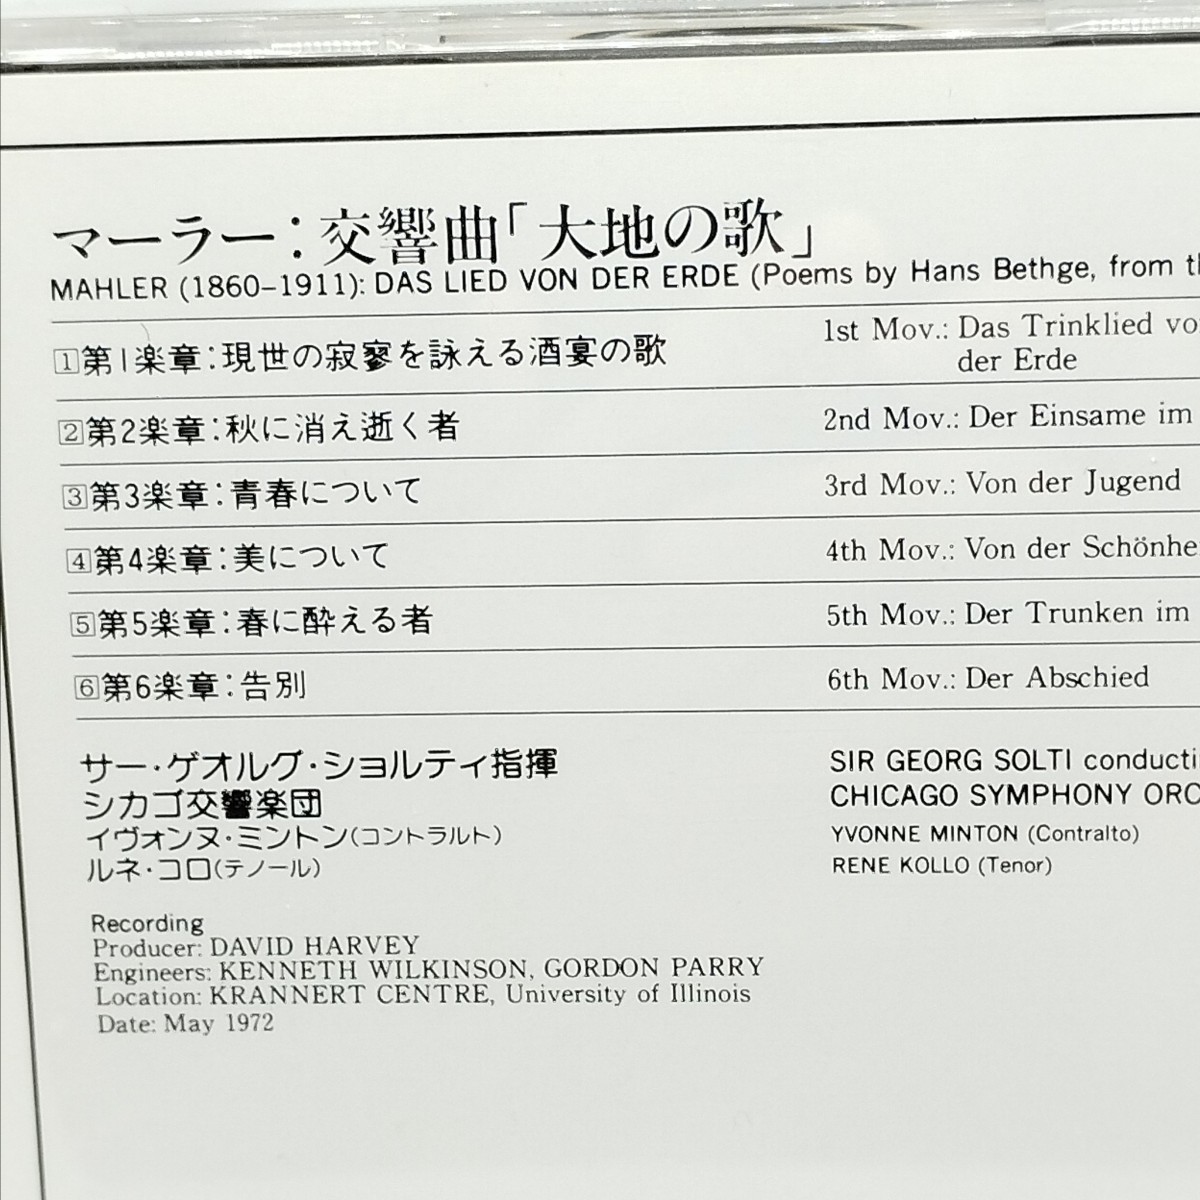 マーラー：交響曲「大地の歌」
MAHLER (1860–1911): DAS LIED VON DER ERDE (Poems by Hans Bethge, from
1 第1楽章：現世の寂寥を詠える酒宴の歌
1st Mov.: Das Trinklied
der Erde
2 第2楽章：秋に消え逝く者
2nd Mov.: Der Einsame im
3 第3楽章：青春について
3rd Mov.: Von der Jugend
4 第4楽章：美について
4th Mov.: Von der
5 第5楽章：春に酔える者
5th Mov.: Der Trunken im
6 第6楽章：告別
6th Mov.: Der Abschied
サー・ゲオルグ・ショルティ指揮
シカゴ交響楽団
イヴォンヌ・ミントン(コントラルト)
ルネ・コロ(テノール)
SIR GEORG SOLTI
CHICAGO SYMPHONY
YVONNE MINTON (Contralto)
RENE KOLLO (Tenor)
Recording
Producer: DAVID HARVEY
Engineers: KENNETH WILKINSON, GORDON PARRY
Location: KRANNERT CENTRE, University of Illinois
Date: May 1972